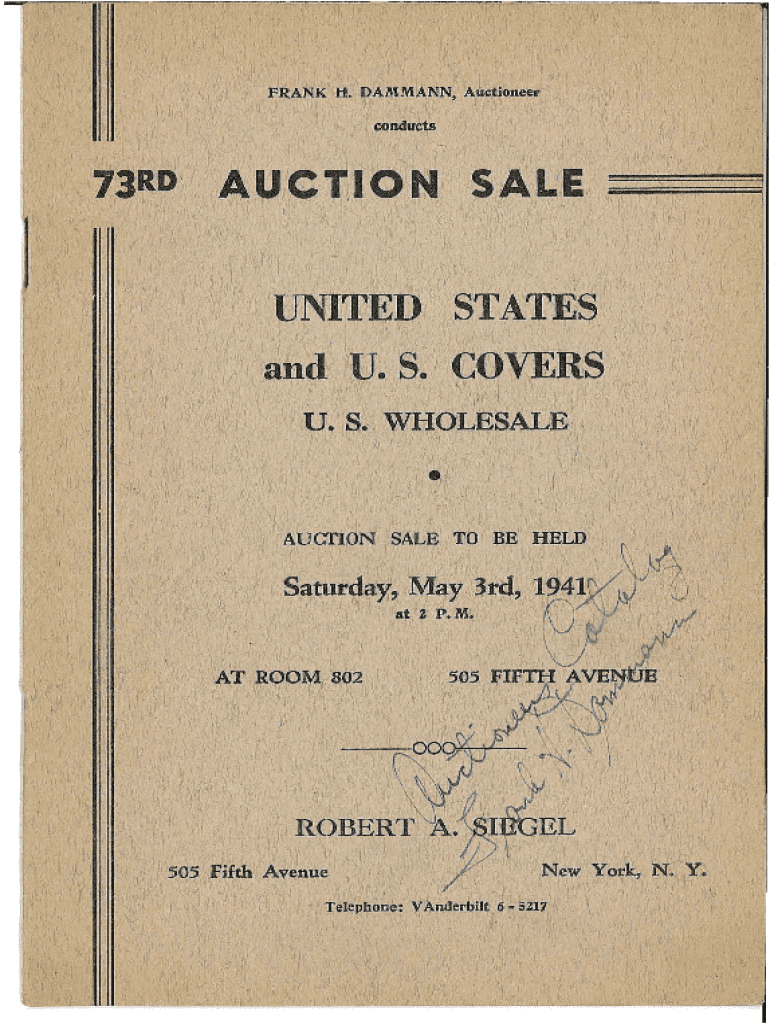 FRANK H. DAMMANN, Auctioneer
conducts
73RD AUCTION SALE
UNITED STATES
and U. S. COVERS
U. S. WHOLESALE
AUCTION SALE TO BE HELD
Saturday, May 3rd, 1941
at 2 P. M.
AT ROOM 802 505 FIFTH AVENUE
Auctioneers Catalog
Frank H. Dammann
ROBERT A. SIEGEL
505 Fifth Avenue New York, N. Y.
Telephone: VAnderbilt 6 - 5217